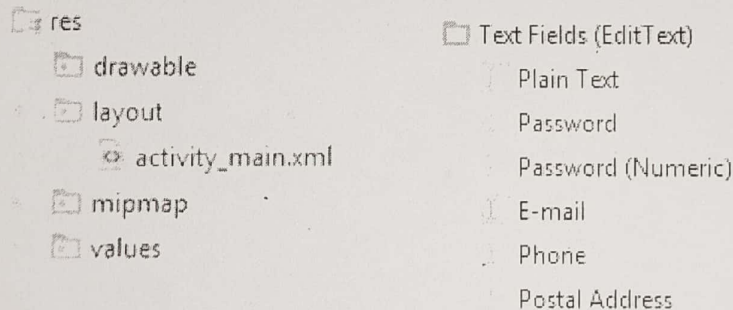 res
drawable
layout
activity_main.xml
mipmap
values
Text Fields (EditText)
Plain Text
Password
Password (Numeric)
E-mail
Phone
Postal Address